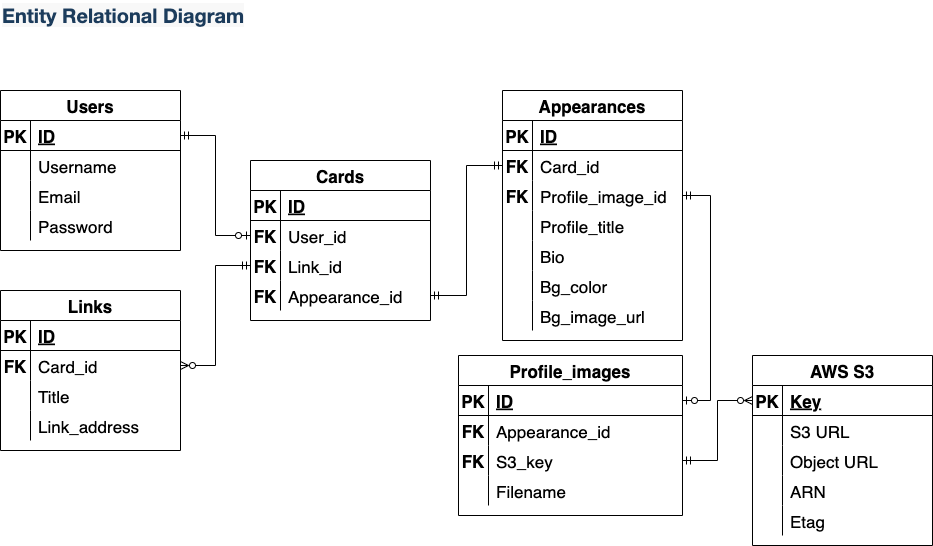 Entity Relational Diagram
Users
PK ID
Username
Email
Password
Links
PK ID
FK Card_id
Title
Link_address
Cards
PK ID
FK User_id
FK Link_id
FK Appearance_id
Appearances
PK ID
FK Card_id
FK Profile_image_id
Profile_title
Bio
Bg_color
Bg_image_url
Profile_images
PK ID
FK Appearance_id
FK S3_key
Filename
AWS S3
PK Key
S3 URL
Object URL
ARN
Etag